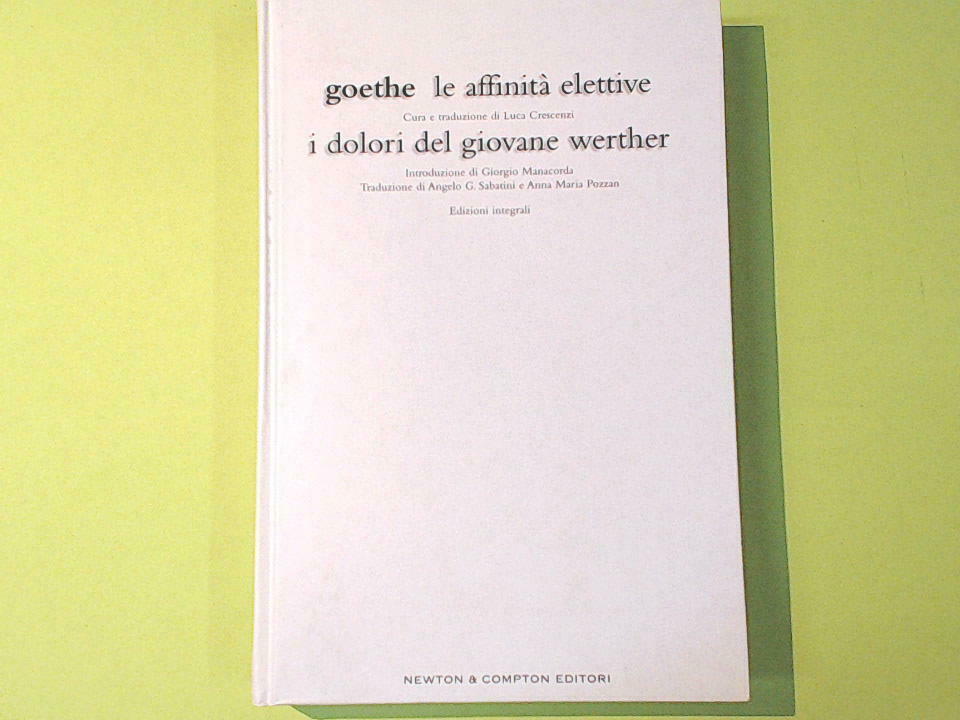 goethe le affinità elettive
Cura e traduzione di Luca Crescenzi
i dolori del giovane werther
Introduzione di Giorgio Manacorda
Traduzione di Angelo G. Sabatini e Anna Maria Pozzan
Edizioni integrali
NEWTON & COMPTON EDITORI